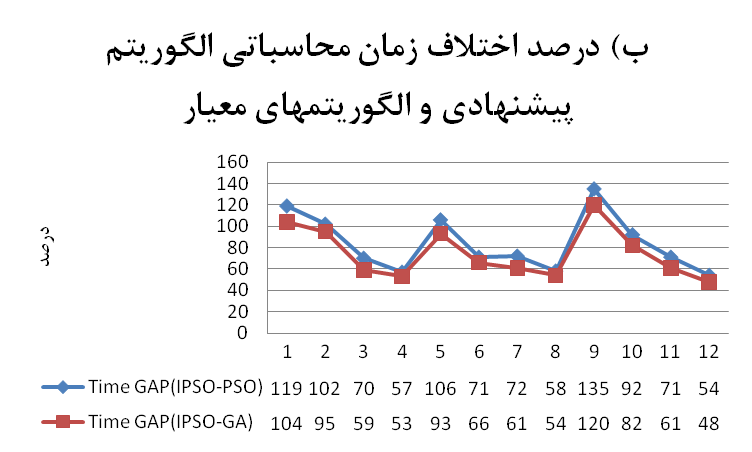 ب) درصد اختلاف زمان محاسباتی الگوریتم
پیشنهادی و الگوریتمهای معیار
160
140
120
100
80
60
40
20
0
درصد
1 2 3 4 5 6 7 8 9 10 11 12
Time GAP(IPSO-PSO) 119 102 70 57 106 71 72 58 135 92 71 54
Time GAP(IPSO-GA) 104 95 59 53 93 66 61 54 120 82 61 48